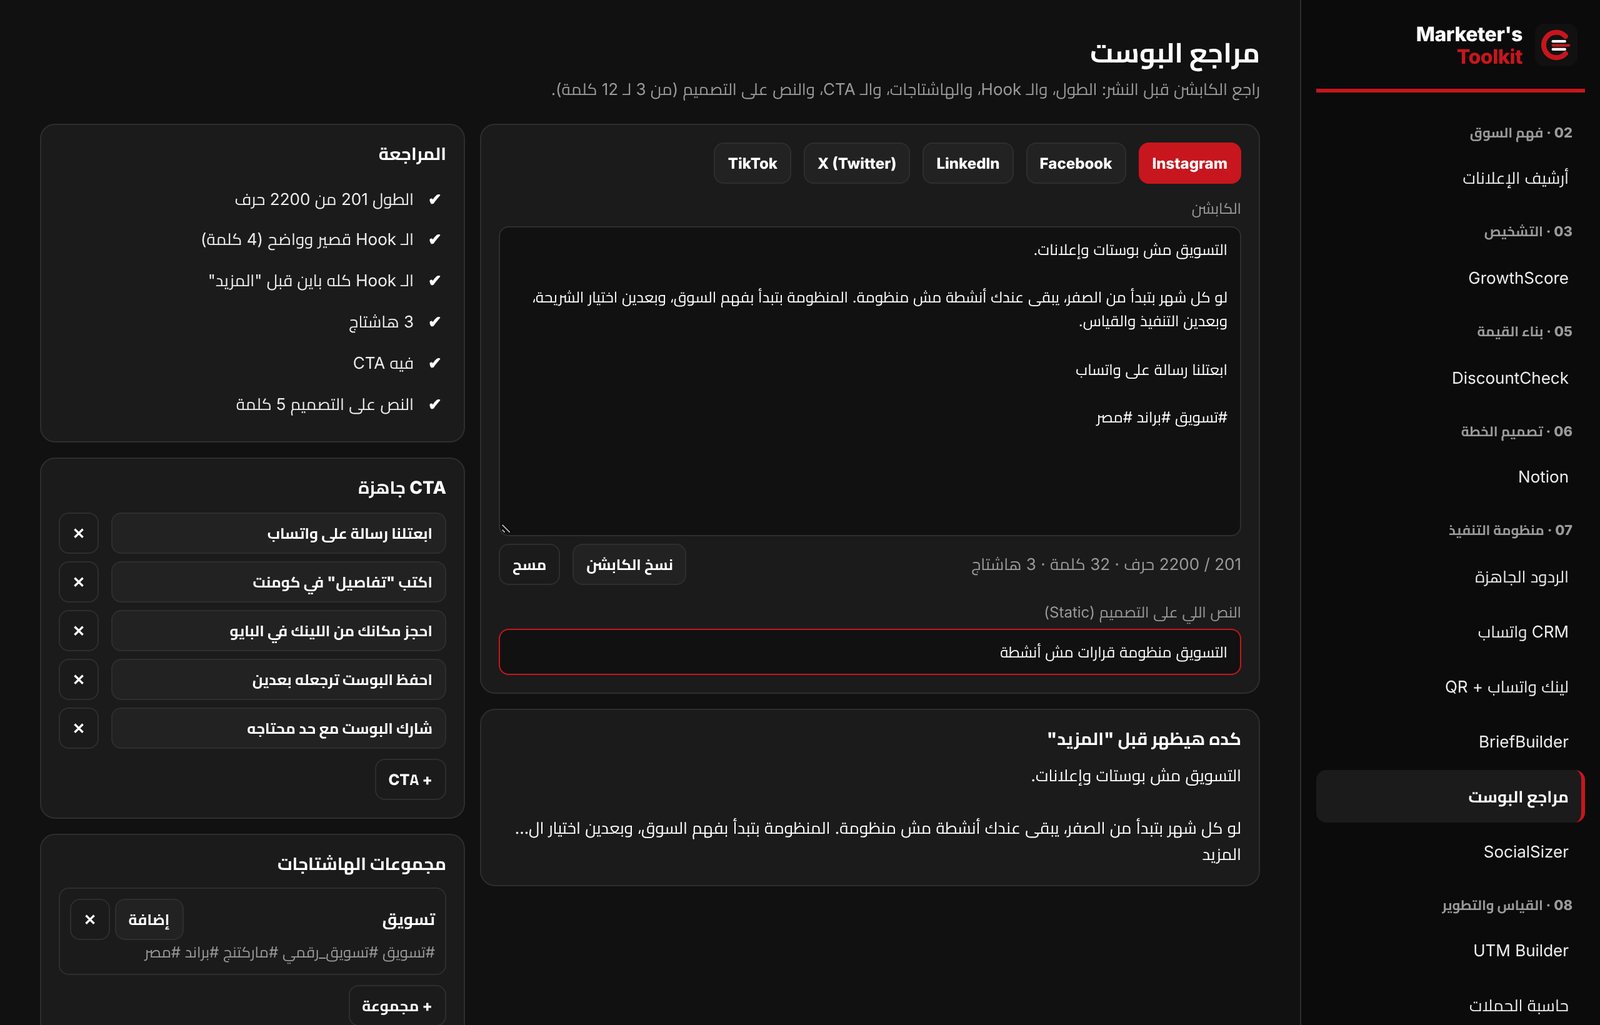 Marketer's
Toolkit
02 · فهم السوق
أرشيف الإعلانات
03 · التشخيص
GrowthScore
05 · بناء القيمة
DiscountCheck
06 · تصميم الخطة
Notion
07 · منظومة التنفيذ
الردود الجاهزة
CRM واتساب
لينك واتساب + QR
BriefBuilder
مراجع البوست
SocialSizer
08 · القياس والتطوير
UTM Builder
حاسبة الحملات
مراجع البوست
راجع الكابشن قبل النشر: الطول، والـ Hook، والهاشتاجات، والـ CTA، والنص على التصميم (من 3 لـ 12 كلمة).
Instagram
Facebook
LinkedIn
X (Twitter)
TikTok
الكابشن
التسويق مش بوستات وإعلانات.
لو كل شهر بتبدأ من الصفر، يبقى عندك أنشطة مش منظومة. المنظومة بتبدأ بفهم السوق، وبعدين اختيار الشريحة،
وبعدين التنفيذ والقياس.
ابعتلنا رسالة على واتساب
#تسويق #براند #مصر
201 / 2200 حرف · 32 كلمة · 3 هاشتاج
نسخ الكابشن
مسح
النص اللي على التصميم (Static)
التسويق منظومة قرارات مش أنشطة
كده هيظهر قبل "المزيد"
التسويق مش بوستات وإعلانات.
لو كل شهر بتبدأ من الصفر، يبقى عندك أنشطة مش منظومة. المنظومة بتبدأ بفهم السوق، وبعدين اختيار ال...
المزيد
المراجعة
✔ الطول 201 من 2200 حرف
✔ الـ Hook قصير وواضح (4 كلمة)
✔ الـ Hook كله باين قبل "المزيد"
✔ 3 هاشتاج
✔ فيه CTA
✔ النص على التصميم 5 كلمة
CTA جاهزة
ابعتلنا رسالة على واتساب ✕
اكتب "تفاصيل" في كومنت ✕
احجز مكانك من اللينك في البايو ✕
احفظ البوست ترجعله بعدين ✕
شارك البوست مع حد محتاجه ✕
+ CTA
مجموعات الهاشتاجات
تسويق
إضافة
✕
#تسويق #تسويق_رقمي #ماركتنج #براند #مصر
+ مجموعة